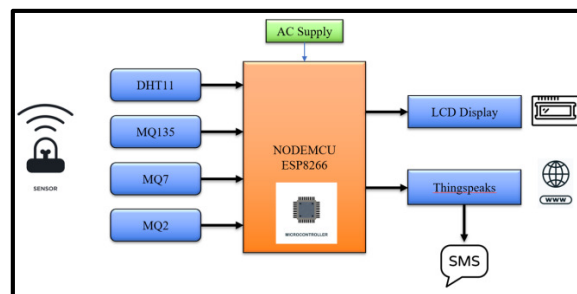 AC Supply
DHT11
MQ135
MQ7
MQ2
SENSOR
NODEMCU
ESP8266
MICROCONTROLLER
LCD Display
Thingspeaks
WWW
SMS